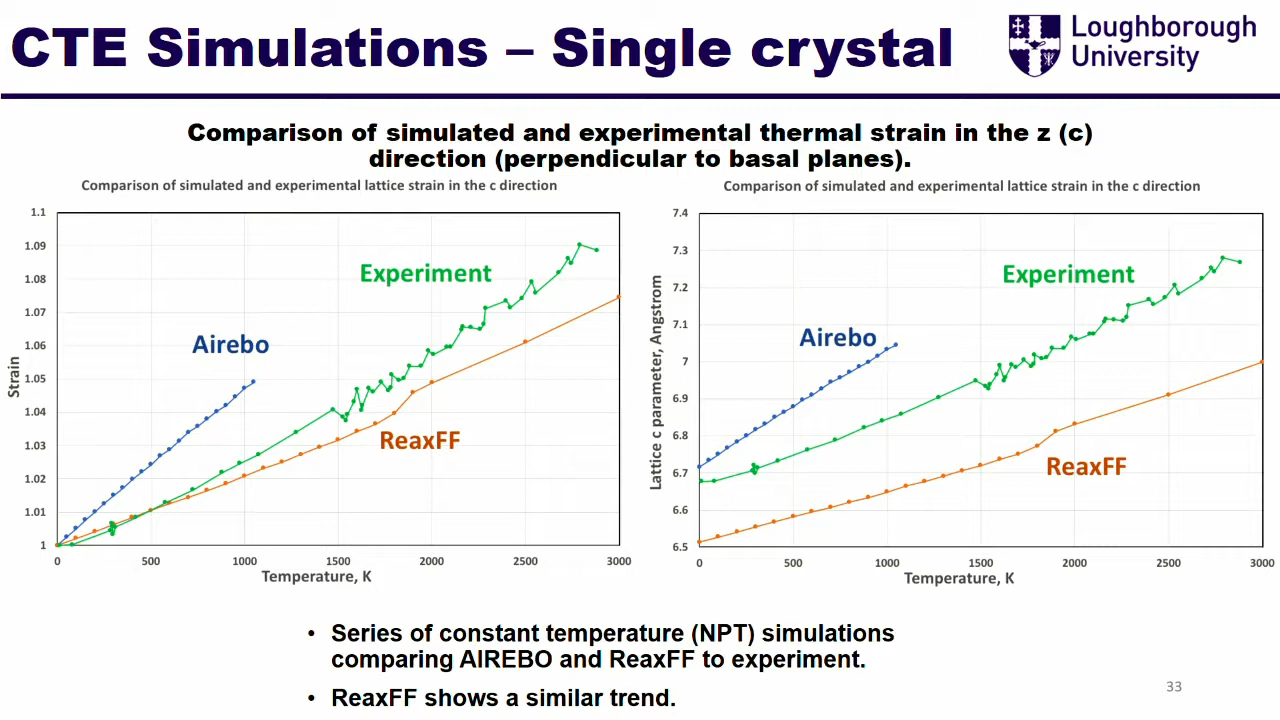 CTE Simulations – Single crystal
Loughborough
University
Comparison of simulated and experimental thermal strain in the z (c)
direction (perpendicular to basal planes).
Comparison of simulated and experimental lattice strain in the c direction
1.1
1.09
1.08
1.07
1.06
1.05
1.04
1.03
1.02
1.01
1
Strain
Experiment
Airebo
ReaxFF
0
500
1000
1500
2000
2500
3000
Temperature, K
Comparison of simulated and experimental lattice strain in the c direction
7.4
7.3
7.2
7.1
7
6.9
6.8
6.7
6.6
6.5
Lattice c parameter, Angstrom
Experiment
Airebo
ReaxFF
0
500
1000
1500
2000
2500
3000
Temperature, K
• Series of constant temperature (NPT) simulations
comparing AIREBO and ReaxFF to experiment.
• ReaxFF shows a similar trend.
33